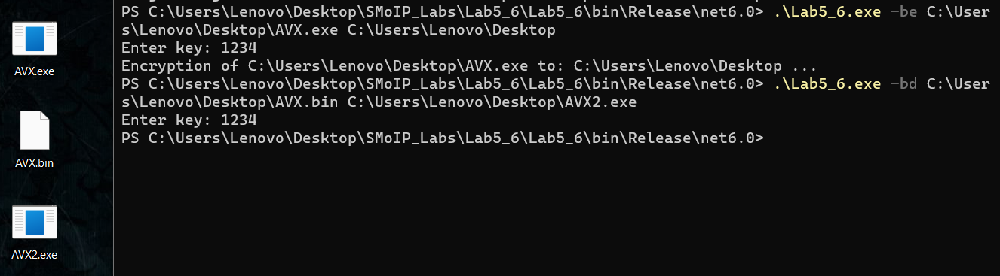 PS C:\Users\Lenovo\Desktop\SMoIP_Labs\Lab5_6\Lab5_6\bin\Release\net6.0> .\Lab5_6.exe -be C:\User
s\Lenovo\Desktop\AVX.exe C:\Users\Lenovo\Desktop
Enter key: 1234
Encryption of C:\Users\Lenovo\Desktop\AVX.exe to: C:\Users\Lenovo\Desktop ...
PS C:\Users\Lenovo\Desktop\SMoIP_Labs\Lab5_6\Lab5_6\bin\Release\net6.0> .\Lab5_6.exe -bd C:\User
s\Lenovo\Desktop\AVX.bin C:\Users\Lenovo\Desktop\AVX2.exe
Enter key: 1234
PS C:\Users\Lenovo\Desktop\SMoIP_Labs\Lab5_6\Lab5_6\bin\Release\net6.0>
AVX.exe
AVX.bin
AVX2.exe